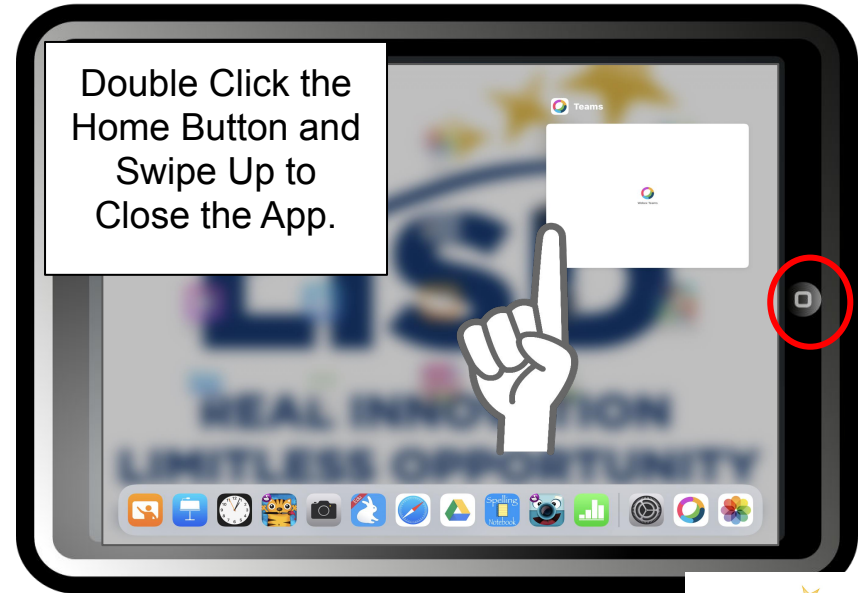 Double Click the
Home Button and
Swipe Up to
Close the App.
Teams
LISD
REAL INNOVATION
LIMITLESS OPPORTUNITY
Spelling
Notebook